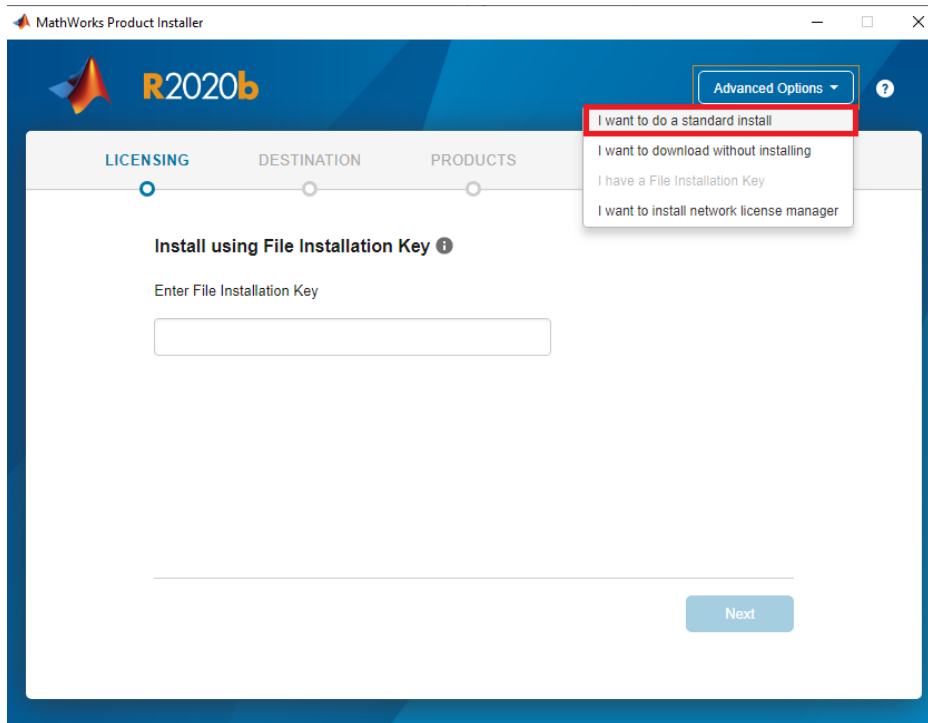 MathWorks Product Installer
R2020b
Advanced Options
?
I want to do a standard install
I want to download without installing
I have a File Installation Key
I want to install network license manager
LICENSING
DESTINATION
PRODUCTS
Install using File Installation Key i
Enter File Installation Key
Next